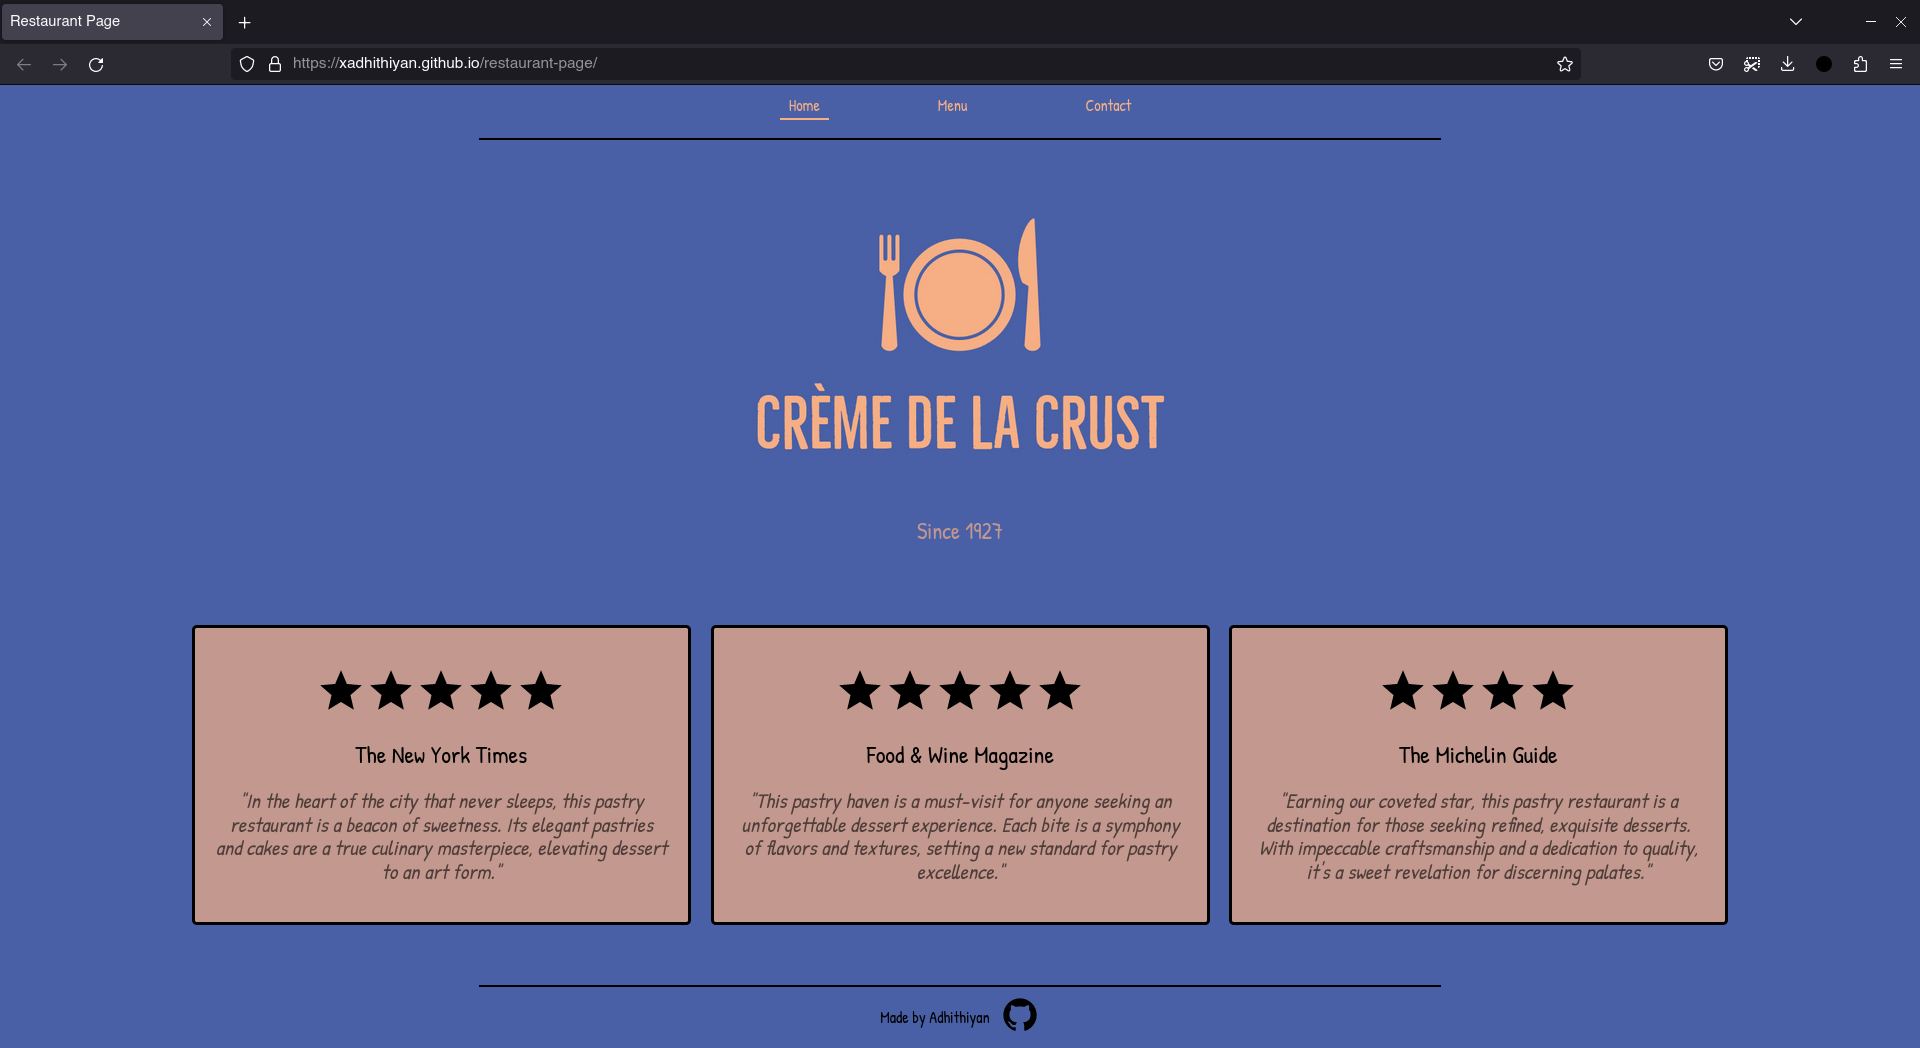 Restaurant Page
https://xadhithiyan.github.io/restaurant-page/
Home
Menu
Contact
CRÈME DE LA CRUST
Since 1927
The New York Times
"In the heart of the city that never sleeps, this pastry
restaurant is a beacon of sweetness. Its elegant pastries
and cakes are a true culinary masterpiece, elevating dessert
to an art form."
Food & Wine Magazine
"This pastry haven is a must-visit for anyone seeking an
unforgettable dessert experience. Each bite is a symphony
of flavors and textures, setting a new standard for pastry
excellence."
The Michelin Guide
"Earning our coveted star, this pastry restaurant is a
destination for those seeking refined, exquisite desserts.
With impeccable craftsmanship and a dedication to quality,
it's a sweet revelation for discerning palates."
Made by Adhithiyan